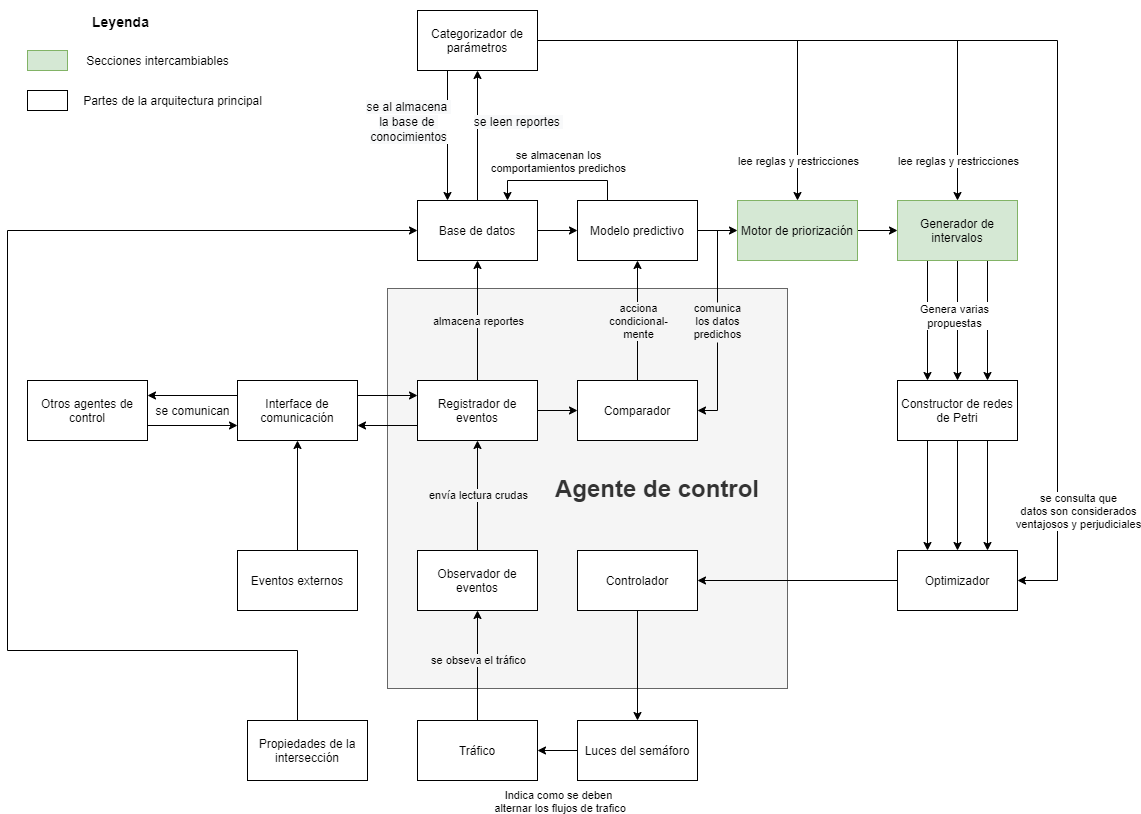 Leyenda
Secciones intercambiables
Partes de la arquitectura principal
Categorizador de
parámetros
se al almacena
la base de
conocimientos
se leen reportes
se almacenan los
comportamientos predichos
lee reglas y restricciones
lee reglas y restricciones
Base de datos
Modelo predictivo
Motor de priorización
Generador de
intervalos
almacena reportes
acciona
condicional-
mente
comunica
los datos
predichos
Genera varias
propuestas
Otros agentes de
control
se comunican
Interface de
comunicación
Registrador de
eventos
Comparador
Constructor de redes
de Petri
envía lectura crudas
Agente de control
se consulta que
datos son considerados
ventajosos y perjudiciales
Eventos externos
Observador de
eventos
Controlador
Optimizador
se obseva el tráfico
Propiedades de la
intersección
Tráfico
Luces del semáforo
Indica como se deben
alternar los flujos de trafico